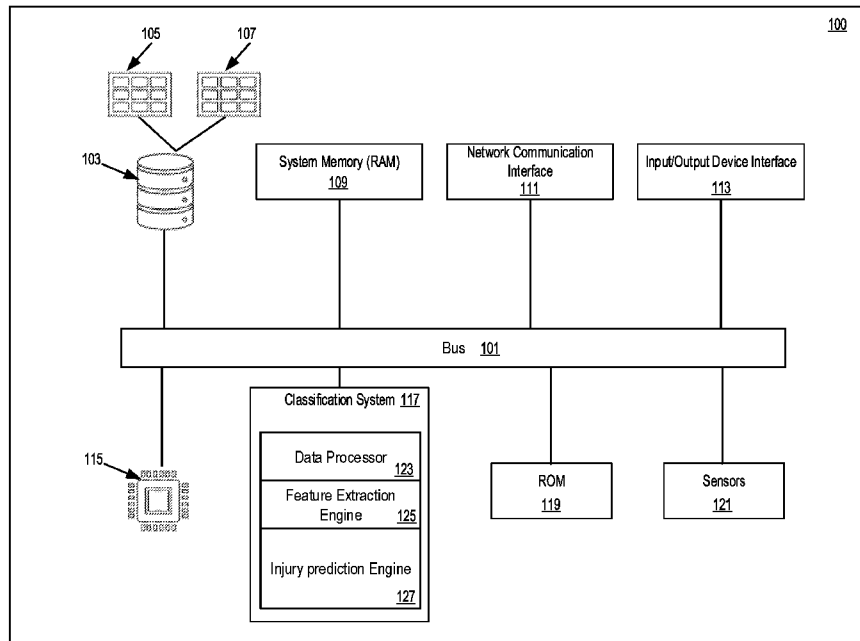 100
105
107
103
System Memory (RAM)
109
Network Communication
Interface
111
Input/Output Device Interface
113
Bus 101
115
Classification System 117
Data Processor
123
Feature Extraction
Engine
125
Injury prediction Engine
127
ROM
119
Sensors
121